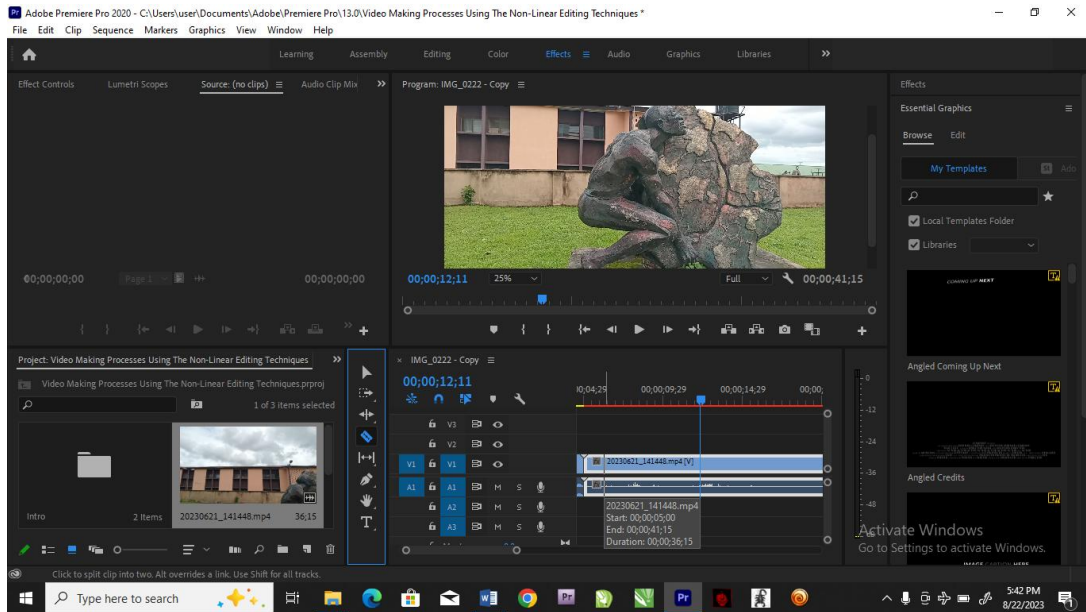 Adobe Premiere Pro 2020 - C:\Users\user\Documents\Adobe\Premiere Pro\13.0\Video Making Processes Using The Non-Linear Editing Techniques *
File Edit Clip Sequence Markers Graphics View Window Help
Learning Assembly Editing Color Effects Audio Graphics Libraries
Effect Controls Lumetri Scopes Source: (no clips) Audio Clip Mix
Program: IMG_0222 - Copy
Effects
Essential Graphics
Browse Edit
My Templates
Local Templates Folder
Libraries
00;00;00;00 Page 1 00;00;00;00
00;00;12;11 25% Full 00;00;41;15
COMING UP NEXT
Angled Coming Up Next
Angled Credits
Project: Video Making Processes Using The Non-Linear Editing Techniques
Video Making Processes Using The Non-Linear Editing Techniques.prproj
1 of 3 items selected
Intro 2 Items
20230621_141448.mp4 36;15
IMG_0222 - Copy
00;00;12;11
00;00;09;29 00;00;14;29 00;00;
V3
V2
V1 V1 20230621_141448.mp4 [V]
A1 A1 M S
A2 M S
A3 M S
20230621_141448.mp4
Start: 00;00;05;00
End: 00;00;41;15
Duration: 00;00;36;15
0
-12
-24
-36
-48
Activate Windows
Go to Settings to activate Windows.
Click to split clip into two. Alt overrides a link. Use Shift for all tracks.
Type here to search
5:42 PM
8/22/2023